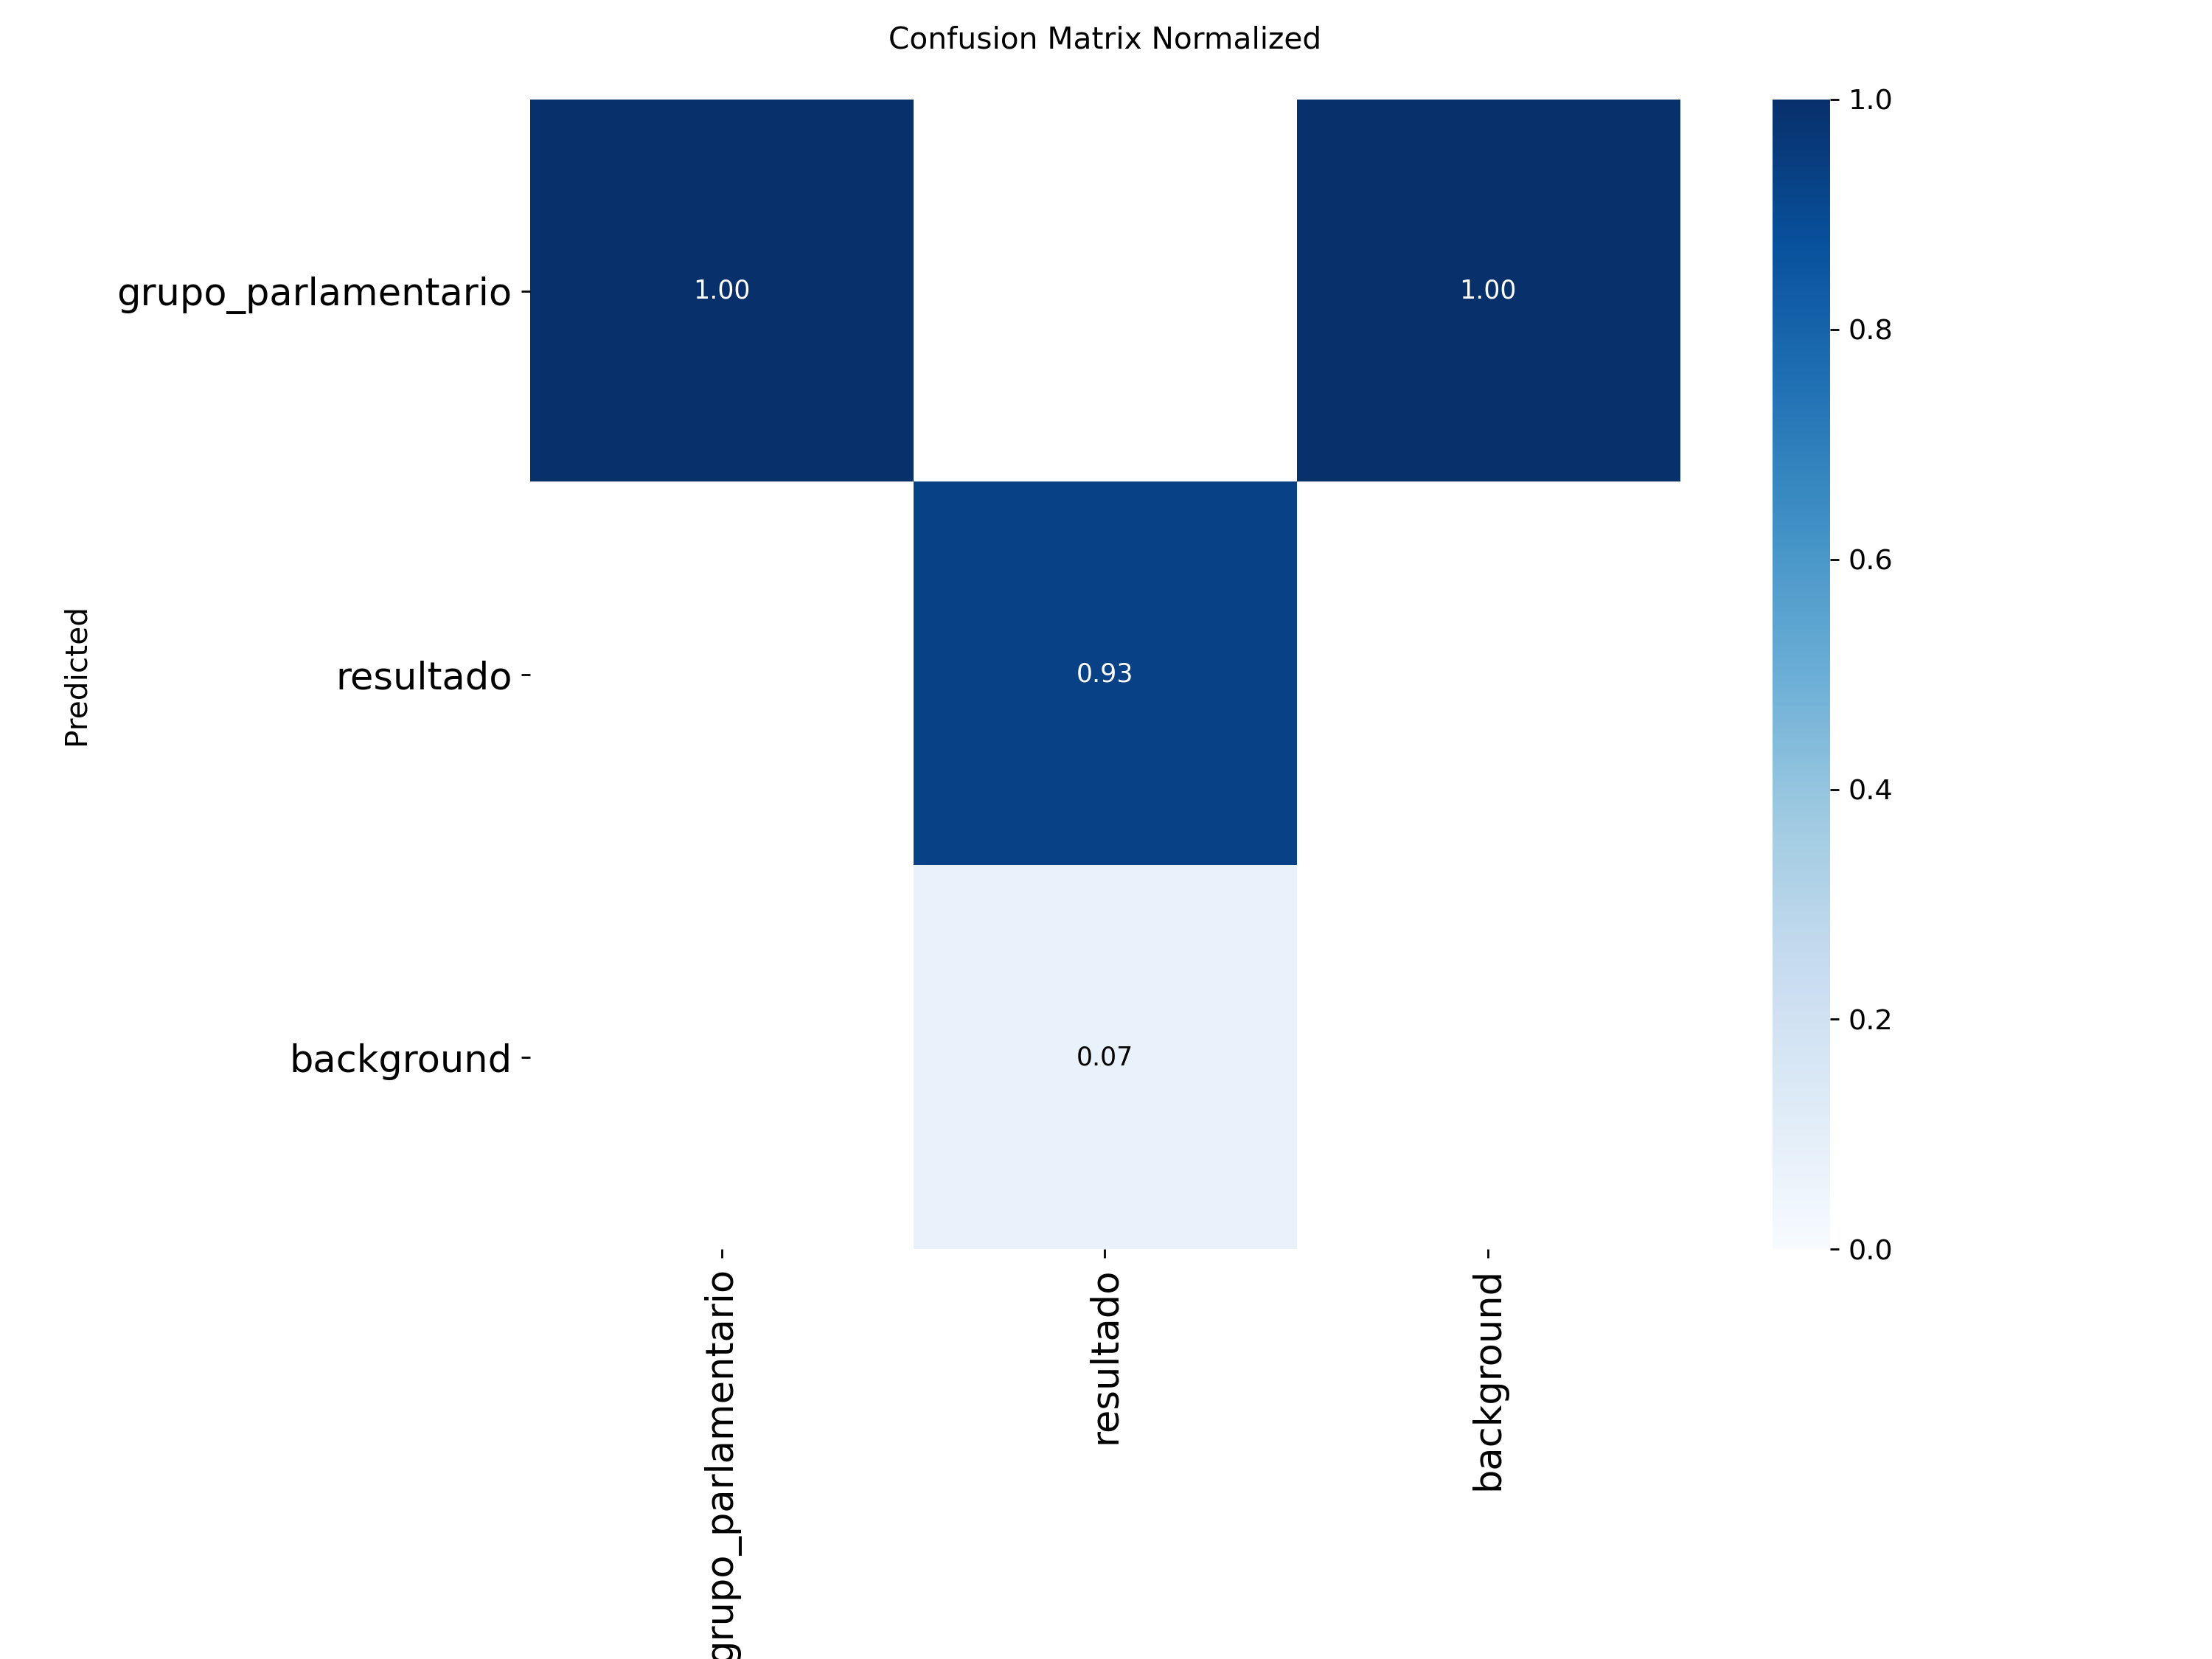 Confusion Matrix Normalized
1.0
grupo_parlamentario
1.00
1.00
0.8
0.6
Predicted
resultado
0.93
0.4
0.2
background
0.07
0.0
grupo_parlamentario
resultado
background